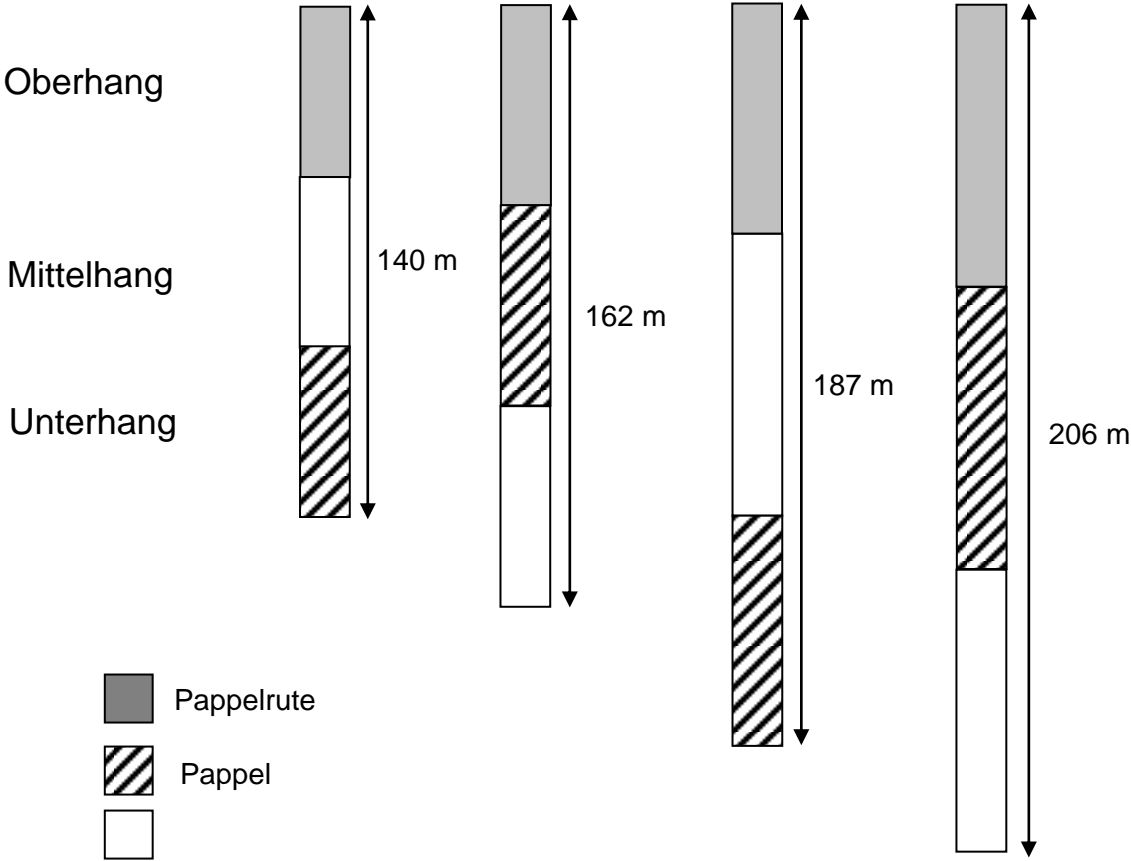 Oberhang
Mittelhang
Unterhang
140 m
162 m
187 m
206 m
Pappelrute
Pappel